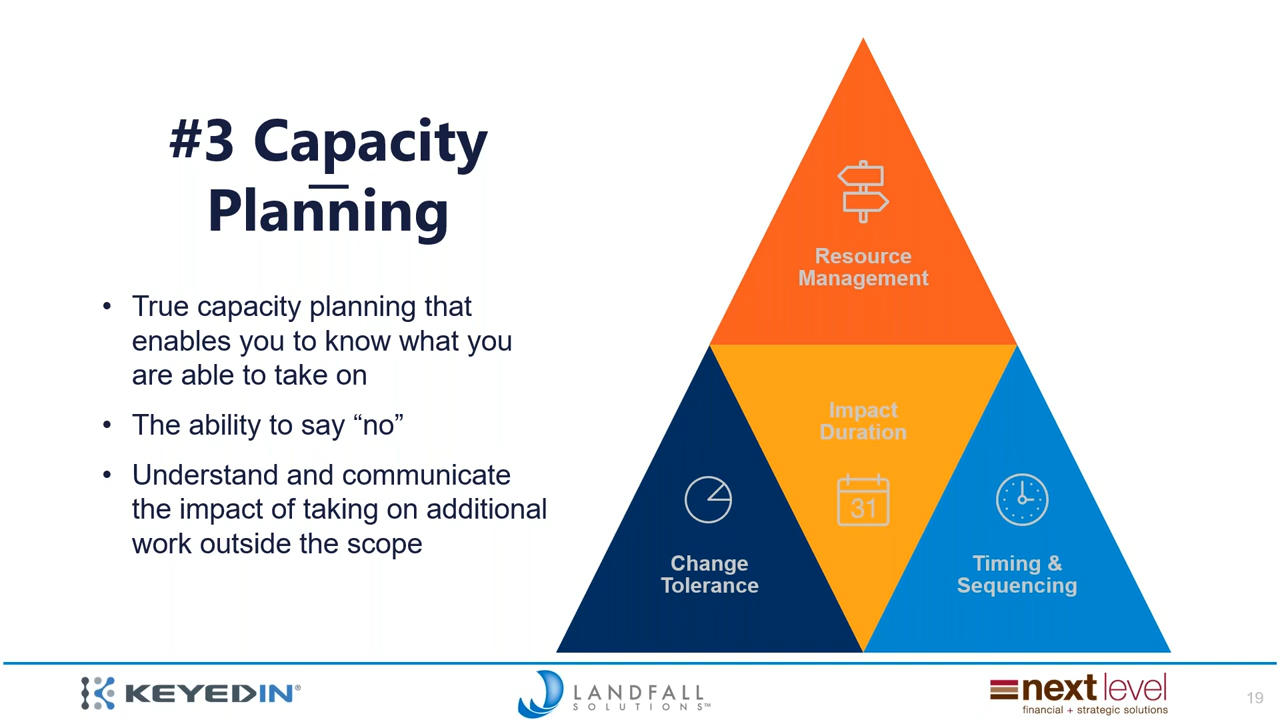 #3 Capacity
Planning
• True capacity planning that
enables you to know what you
are able to take on
• The ability to say “no”
• Understand and communicate
the impact of taking on additional
work outside the scope
Resource
Management
Impact
Duration
31
Change
Tolerance
Timing &
Sequencing
KEYEDIN®
LANDFALL
SOLUTIONS™
next level
financial + strategic solutions
19